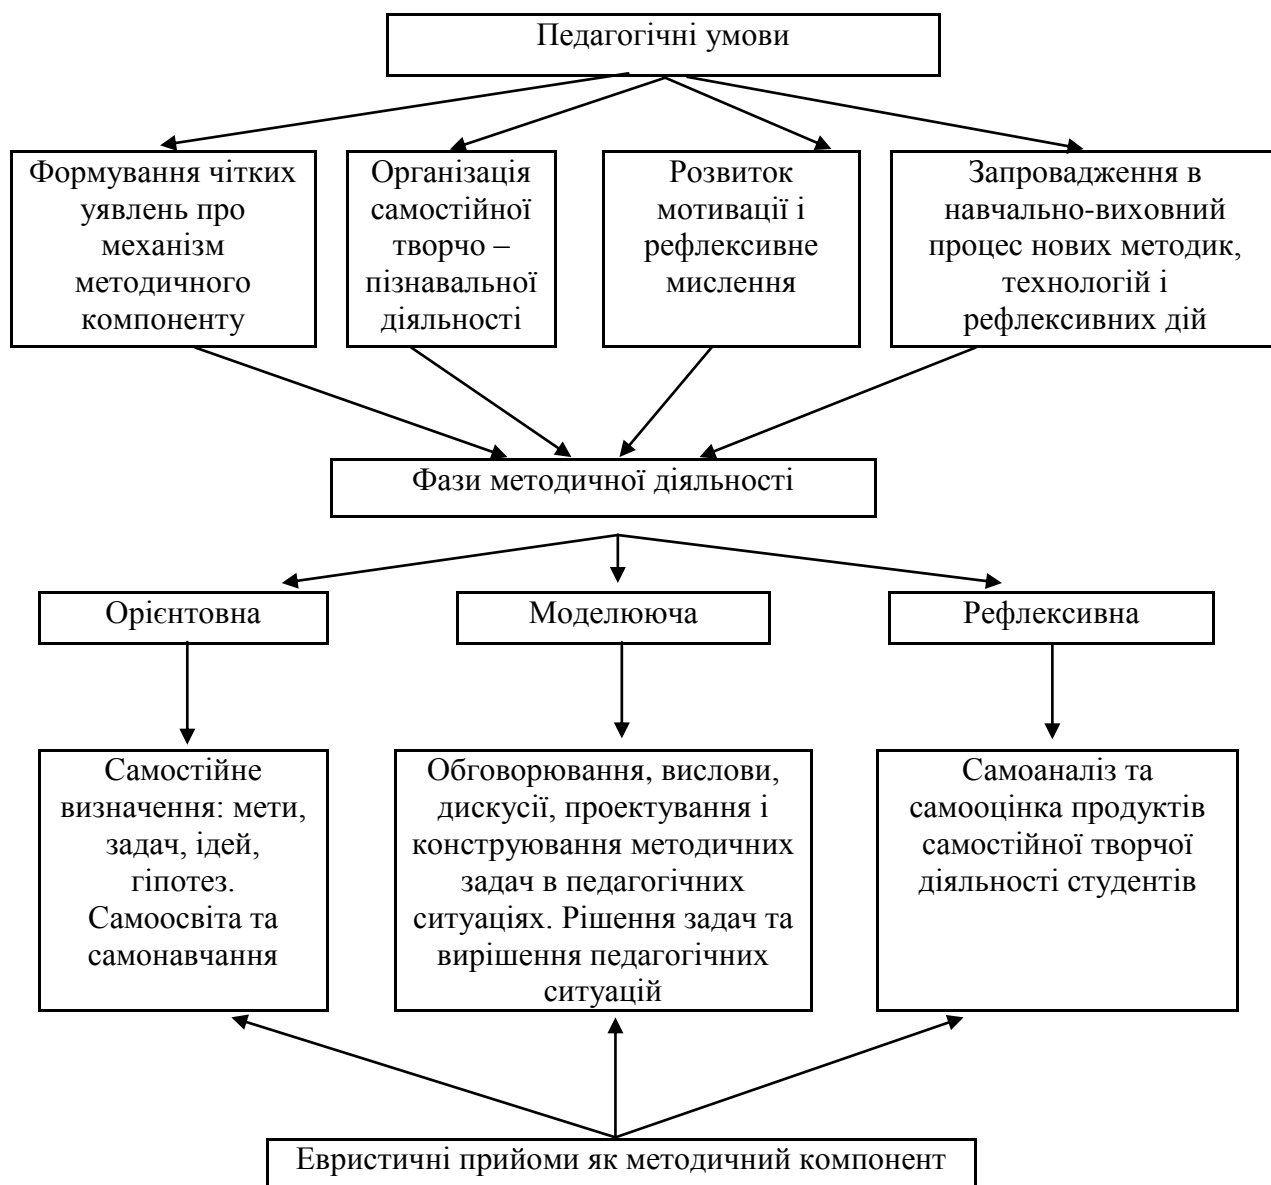 Педагогічні умови
Формування чітких
уявлень про
механізм
методичного
компоненту
Організація
самостійної
творчо –
пізнавальної
діяльності
Розвиток
мотивації і
рефлексивне
мислення
Запровадження в
навчально-виховний
процес нових методик,
технологій і
рефлексивних дій
Фази методичної діяльності
Орієнтовна
Моделююча
Рефлексивна
Самостійне
визначення: мети,
задач, ідей,
гіпотез.
Самоосвіта та
самонавчання
Обговорювання, вислови,
дискусії, проектування і
конструювання методичних
задач в педагогічних
ситуаціях. Рішення задач та
вирішення педагогічних
ситуацій
Самоаналіз та
самооцінка продуктів
самостійної творчої
діяльності студентів
Евристичні прийоми як методичний компонент